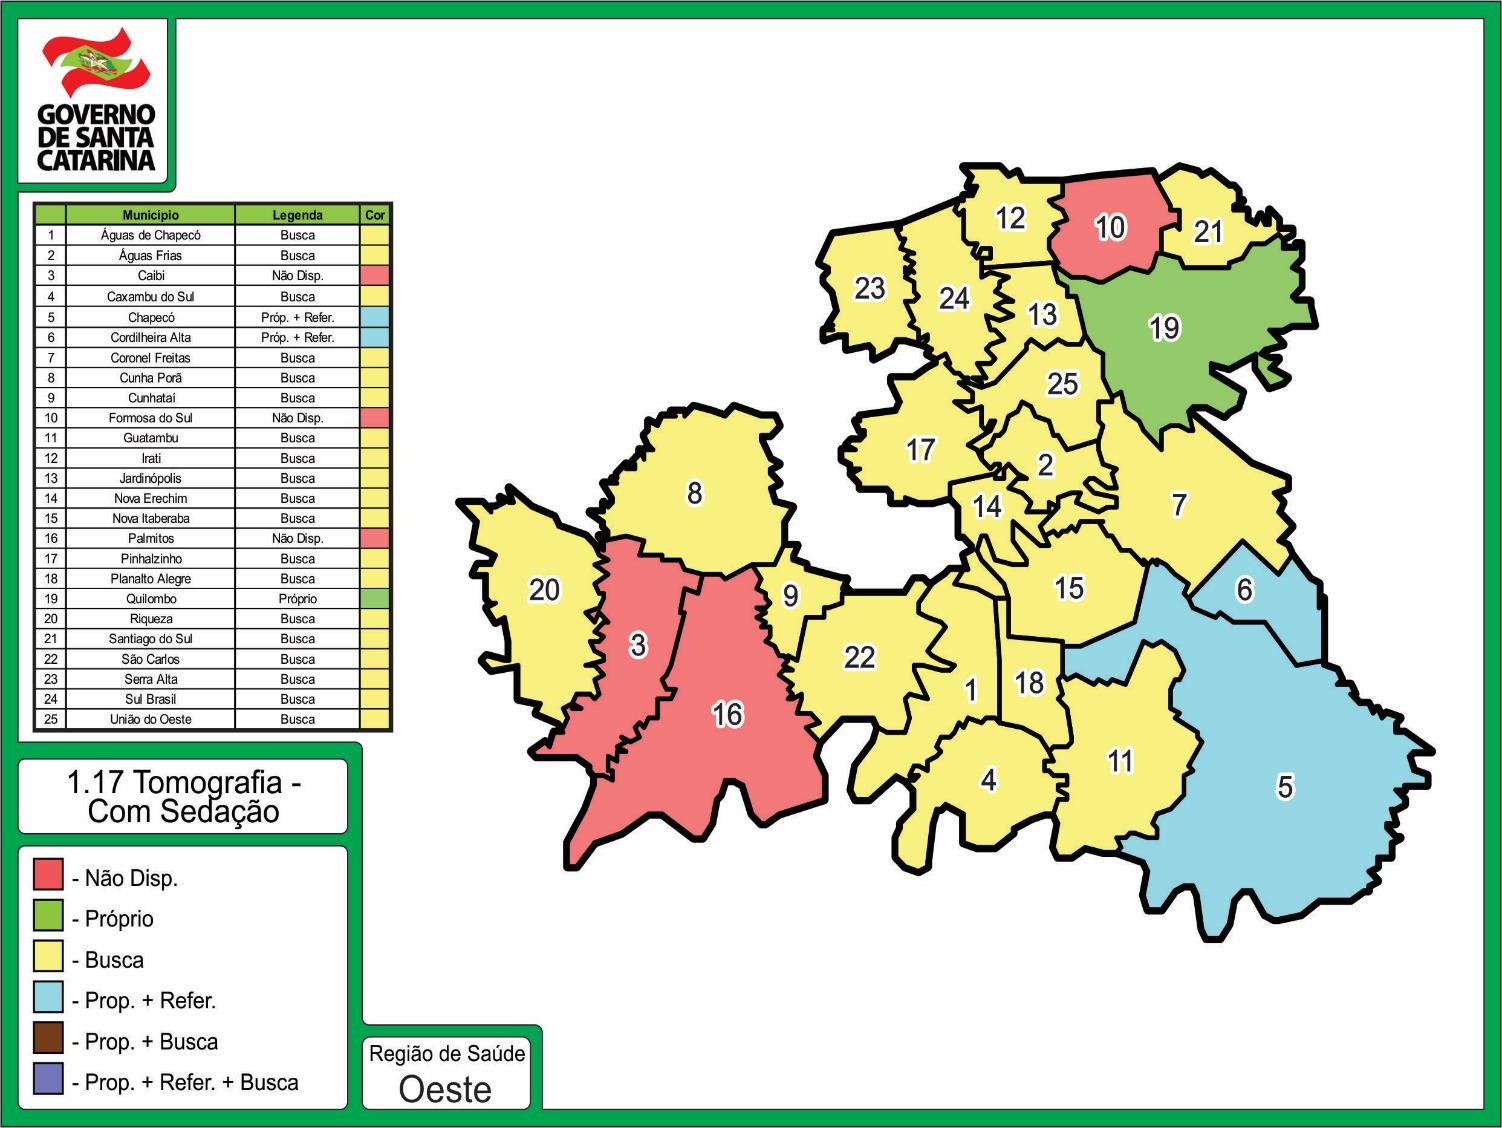 GOVERNO
DE SANTA
CATARINA
Município Legenda Cor
1 Águas de Chapecó Busca
2 Águas Frias Busca
3 Caibi Não Disp.
4 Caxambu do Sul Busca
5 Chapecó Próp. + Refer.
6 Cordilheira Alta Próp. + Refer.
7 Coronel Freitas Busca
8 Cunha Porã Busca
9 Cunhataí Busca
10 Formosa do Sul Não Disp.
11 Guatambu Busca
12 Irati Busca
13 Jardinópolis Busca
14 Nova Erechim Busca
15 Nova Itaberaba Busca
16 Palmitos Não Disp.
17 Pinhalzinho Busca
18 Planalto Alegre Busca
19 Quilombo Próprio
20 Riqueza Busca
21 Santiago do Sul Busca
22 São Carlos Busca
23 Serra Alta Busca
24 Sul Brasil Busca
25 União do Oeste Busca
12
10
21
23
24
13
19
25
17
2
8
14
7
20
9
15
6
3
22
1
18
16
11
4
5
1.17 Tomografia -
Com Sedação
- Não Disp.
- Próprio
- Busca
- Prop. + Refer.
- Prop. + Busca
- Prop. + Refer. + Busca
Região de Saúde
Oeste